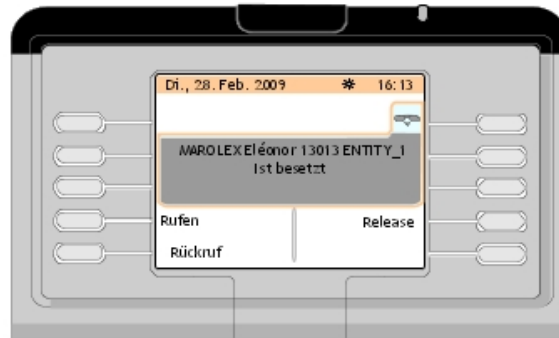 Di., 28. Feb. 2009 16:13
MAROLEX Eléonor 13013 ENTITY_1
Ist besetzt
Rufen Release
Rückruf